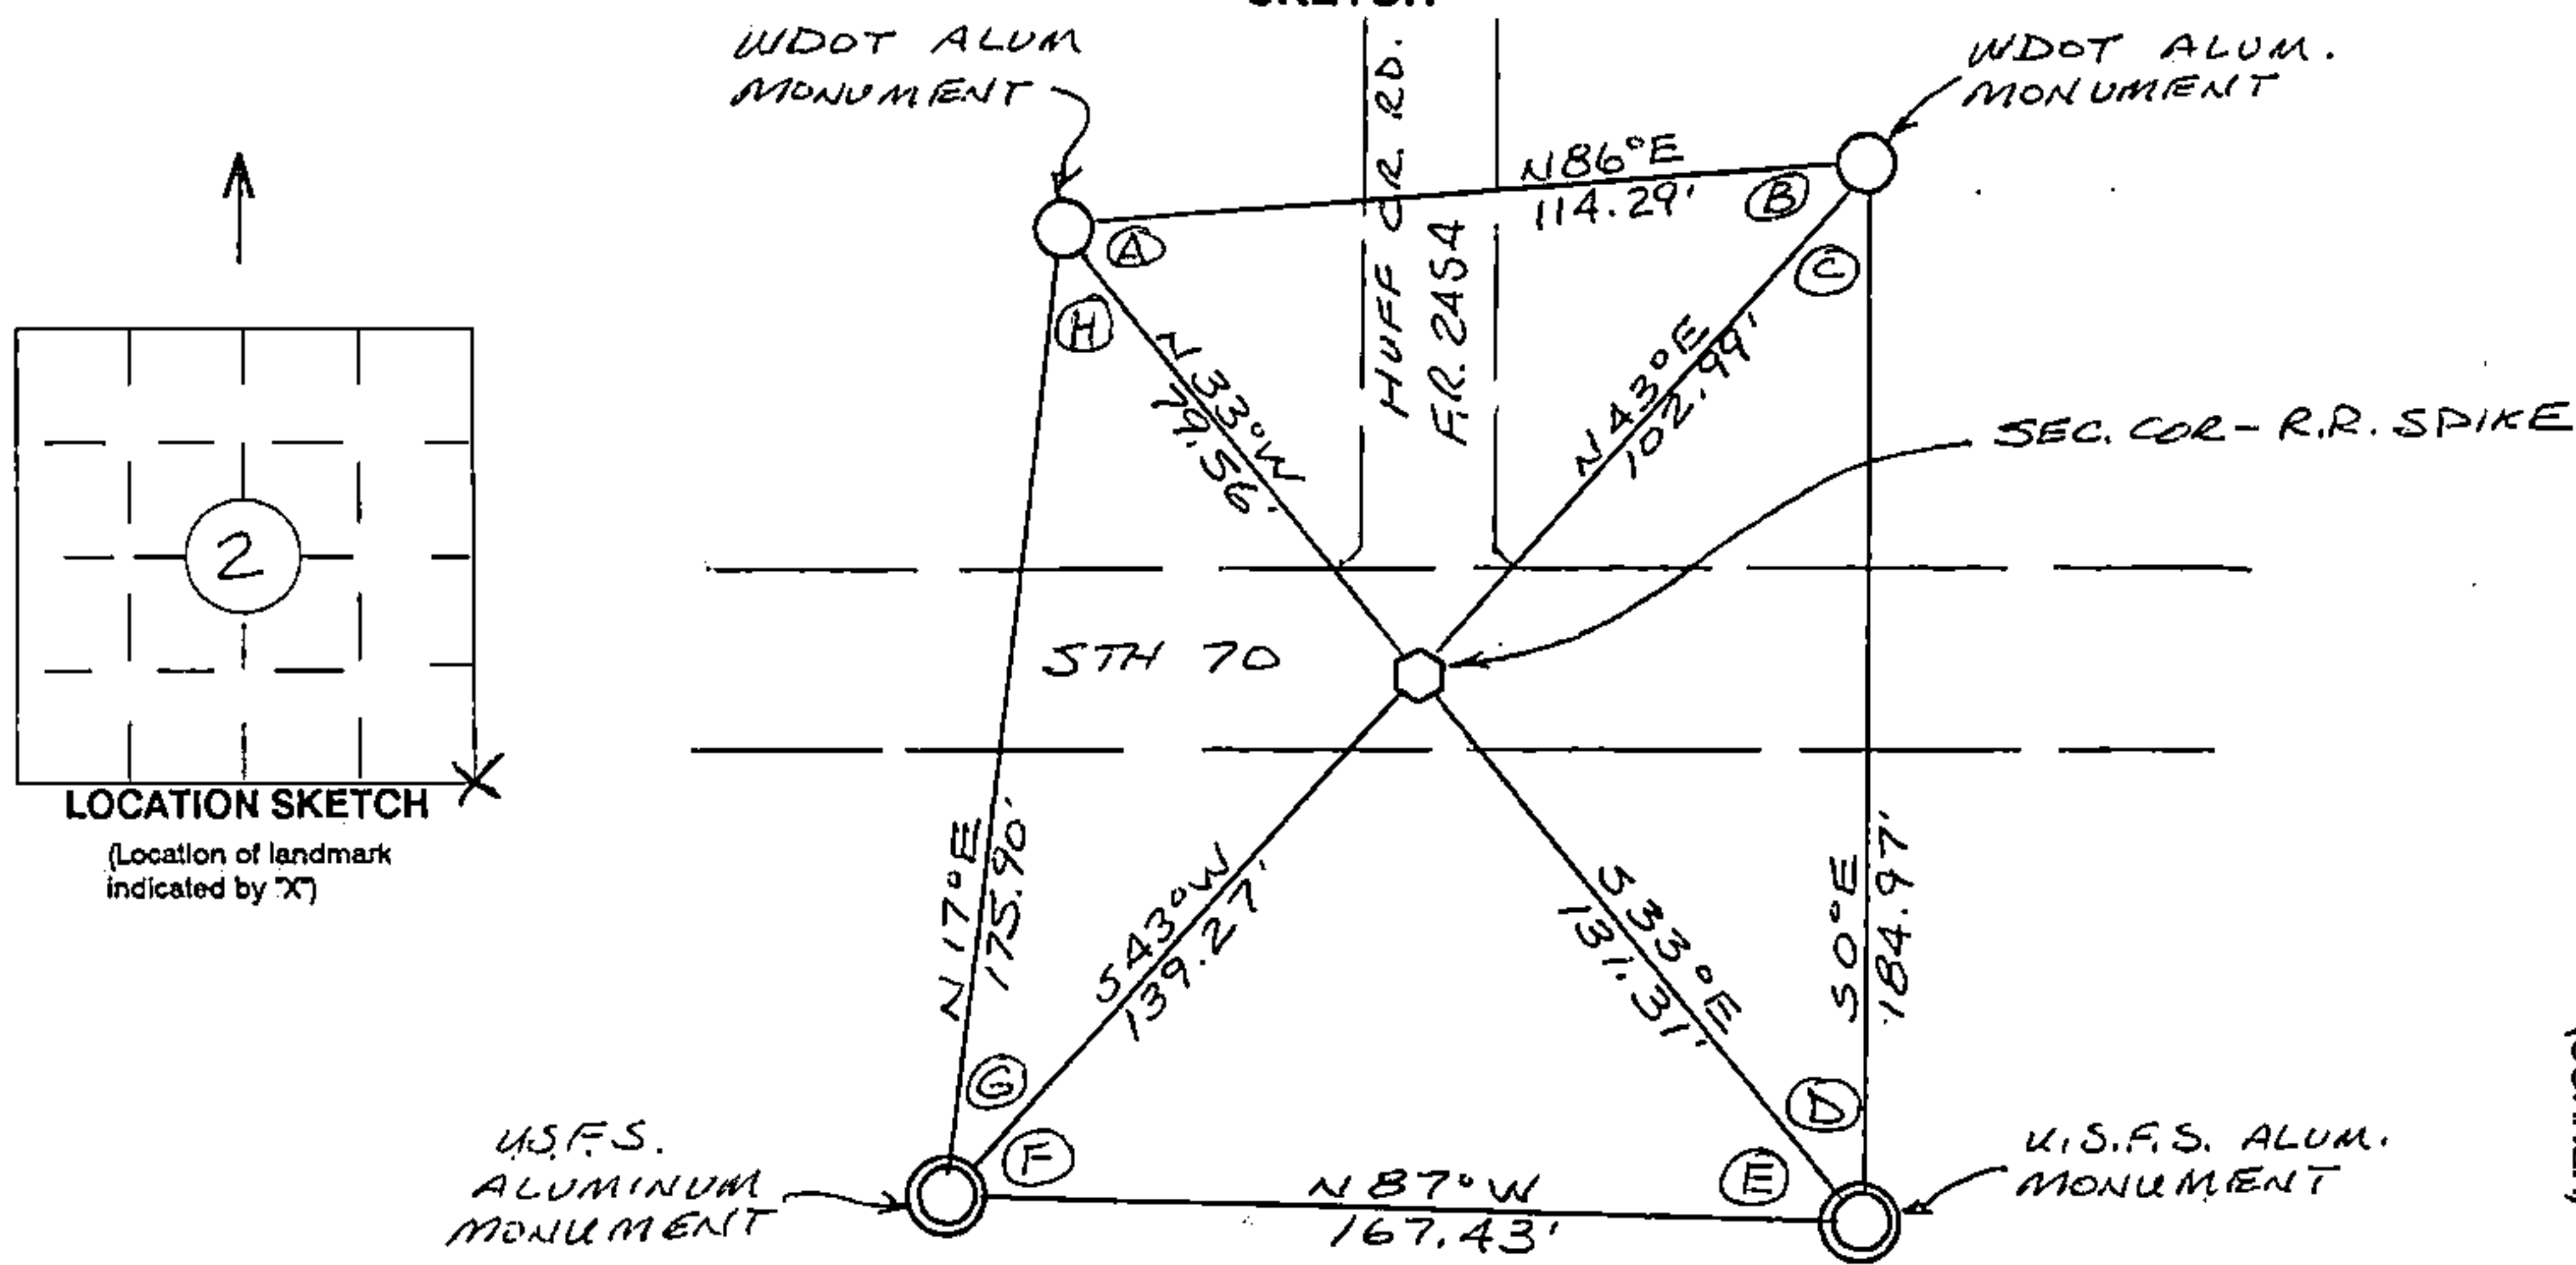 SKETCH
WDOT ALUM
MONUMENT
WDOT ALUM.
MONUMENT
HUFF CR. RD.
F.R. 2454
N86°E
114.29'
A
B
C
H
N33°W
79.56'
N43°E
102.99'
SEC. COR - R.R. SPIKE
2
STH 70
LOCATION SKETCH
(Location of landmark
indicated by "X")
X
N17°E
175.90'
S43°W
139.27'
S33°E
131.31'
S0°E
184.97'
G
F
D
E
U.S.F.S.
ALUMINUM
MONUMENT
N87°W
167.43'
U.S.F.S. ALUM.
MONUMENT